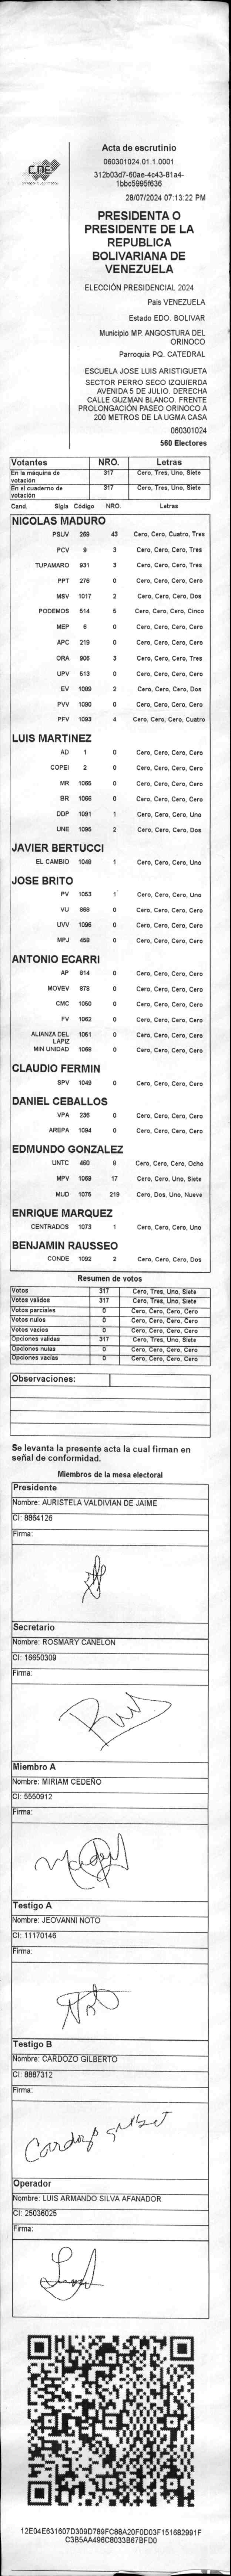 CNE
Acta de escrutinio
060301024.01.1.0001
312b03d7-60ae-4c43-81a4-
1bbc5995f636
28/07/2024 07:13:22 PM
PRESIDENTA O
PRESIDENTE DE LA
REPUBLICA
BOLIVARIANA DE
VENEZUELA
ELECCIÓN PRESIDENCIAL 2024
Pais VENEZUELA
Estado EDO. BOLIVAR
Municipio MP. ANGOSTURA DEL
ORINOCO
Parroquia PQ. CATEDRAL
ESCUELA JOSE LUIS ARISTIGUETA
SECTOR PERRO SECO IZQUIERDA
AVENIDA 5 DE JULIO. DERECHA
CALLE GUZMAN BLANCO. FRENTE
PROLONGACIÓN PASEO ORINOCO A
200 METROS DE LA UGMA CASA
060301024
560 Electores
Votantes NRO. Letras
En la máquina de votación 317 Cero, Tres, Uno, Siete
En el cuaderno de votación 317 Cero, Tres, Uno, Siete
Cand. Sigla Código NRO. Letras
NICOLAS MADURO
PSUV 269 43 Cero, Cero, Cuatro, Tres
PCV 9 3 Cero, Cero, Cero, Tres
TUPAMARO 931 3 Cero, Cero, Cero, Tres
PPT 276 0 Cero, Cero, Cero, Cero
MSV 1017 2 Cero, Cero, Cero, Dos
PODEMOS 514 5 Cero, Cero, Cero, Cinco
MEP 6 0 Cero, Cero, Cero, Cero
APC 219 0 Cero, Cero, Cero, Cero
ORA 906 3 Cero, Cero, Cero, Tres
UPV 513 0 Cero, Cero, Cero, Cero
EV 1089 2 Cero, Cero, Cero, Dos
PVV 1090 0 Cero, Cero, Cero, Cero
PFV 1093 4 Cero, Cero, Cero, Cuatro
LUIS MARTINEZ
AD 1 0 Cero, Cero, Cero, Cero
COPEI 2 0 Cero, Cero, Cero, Cero
MR 1065 0 Cero, Cero, Cero, Cero
BR 1066 0 Cero, Cero, Cero, Cero
DDP 1091 1 Cero, Cero, Cero, Uno
UNE 1095 2 Cero, Cero, Cero, Dos
JAVIER BERTUCCI
EL CAMBIO 1048 1 Cero, Cero, Cero, Uno
JOSE BRITO
PV 1053 1 Cero, Cero, Cero, Uno
VU 868 0 Cero, Cero, Cero, Cero
UVV 1096 0 Cero, Cero, Cero, Cero
MPJ 458 0 Cero, Cero, Cero, Cero
ANTONIO ECARRI
AP 814 0 Cero, Cero, Cero, Cero
MOVEV 878 0 Cero, Cero, Cero, Cero
CMC 1050 0 Cero, Cero, Cero, Cero
FV 1062 0 Cero, Cero, Cero, Cero
ALIANZA DEL LAPIZ 1051 0 Cero, Cero, Cero, Cero
MIN UNIDAD 1068 0 Cero, Cero, Cero, Cero
CLAUDIO FERMIN
SPV 1049 0 Cero, Cero, Cero, Cero
DANIEL CEBALLOS
VPA 236 0 Cero, Cero, Cero, Cero
AREPA 1094 0 Cero, Cero, Cero, Cero
EDMUNDO GONZALEZ
UNTC 460 8 Cero, Cero, Cero, Ocho
MPV 1069 17 Cero, Cero, Uno, Siete
MUD 1075 219 Cero, Dos, Uno, Nueve
ENRIQUE MARQUEZ
CENTRADOS 1073 1 Cero, Cero, Cero, Uno
BENJAMIN RAUSSEO
CONDE 1092 2 Cero, Cero, Cero, Dos
Resumen de votos
Votos 317 Cero, Tres, Uno, Siete
Votos validos 317 Cero, Tres, Uno, Siete
Votos parciales 0 Cero, Cero, Cero, Cero
Votos nulos 0 Cero, Cero, Cero, Cero
Votos vacios 0 Cero, Cero, Cero, Cero
Opciones validas 317 Cero, Tres, Uno, Siete
Opciones nulas 0 Cero, Cero, Cero, Cero
Opciones vacias 0 Cero, Cero, Cero, Cero
Observaciones:
Se levanta la presente acta la cual firman en
señal de conformidad.
Miembros de la mesa electoral
Presidente
Nombre: AURISTELA VALDIVIAN DE JAIME
CI: 8864126
Firma:
Secretario
Nombre: ROSMARY CANELON
CI: 16650309
Firma:
Miembro A
Nombre: MIRIAM CEDEÑO
CI: 5550912
Firma:
Testigo A
Nombre: JEOVANNI NOTO
CI: 11170146
Firma:
Testigo B
Nombre: CARDOZO GILBERTO
CI: 8887312
Firma:
Operador
Nombre: LUIS ARMANDO SILVA AFANADOR
CI: 25036025
Firma:
12E04E631607D309D789FC88A20F0D03F151682991F
C3B5AA496C8033B67BFD0